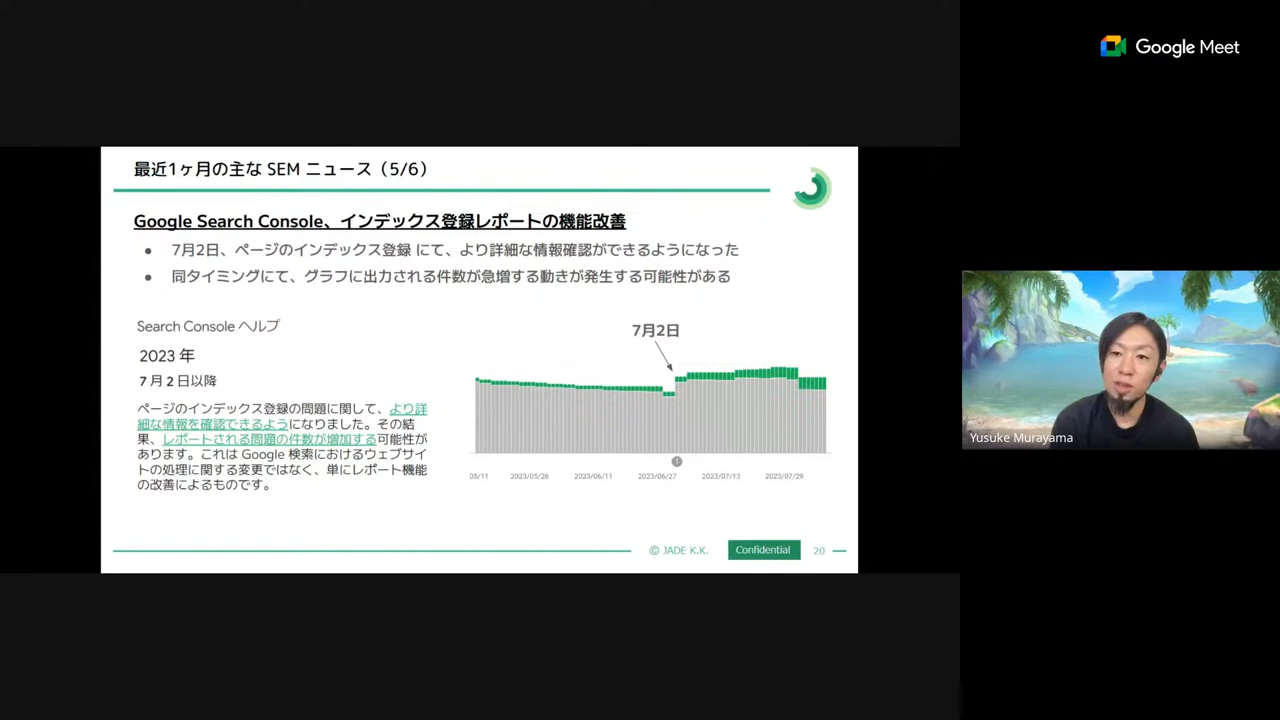 Google Meet
最近1ヶ月の主な SEM ニュース（5/6）
Google Search Console、インデックス登録レポートの機能改善
● 7月2日、ページのインデックス登録 にて、より詳細な情報確認ができるようになった
● 同タイミングにて、グラフに出力される件数が急増する動きが発生する可能性がある
Search Console ヘルプ
2023 年
7 月 2 日以降
ページのインデックス登録の問題に関して、より詳
細な情報を確認できるようになりました。その結
果、レポートされる問題の件数が増加する可能性が
あります。これは Google 検索におけるウェブサイ
トの処理に関する変更ではなく、単にレポート機能
の改善によるものです。
7月2日
1
05/11 2023/05/26 2023/06/11 2023/06/27 2023/07/13 2023/07/29
© JADE K.K. Confidential 20
Yusuke Murayama